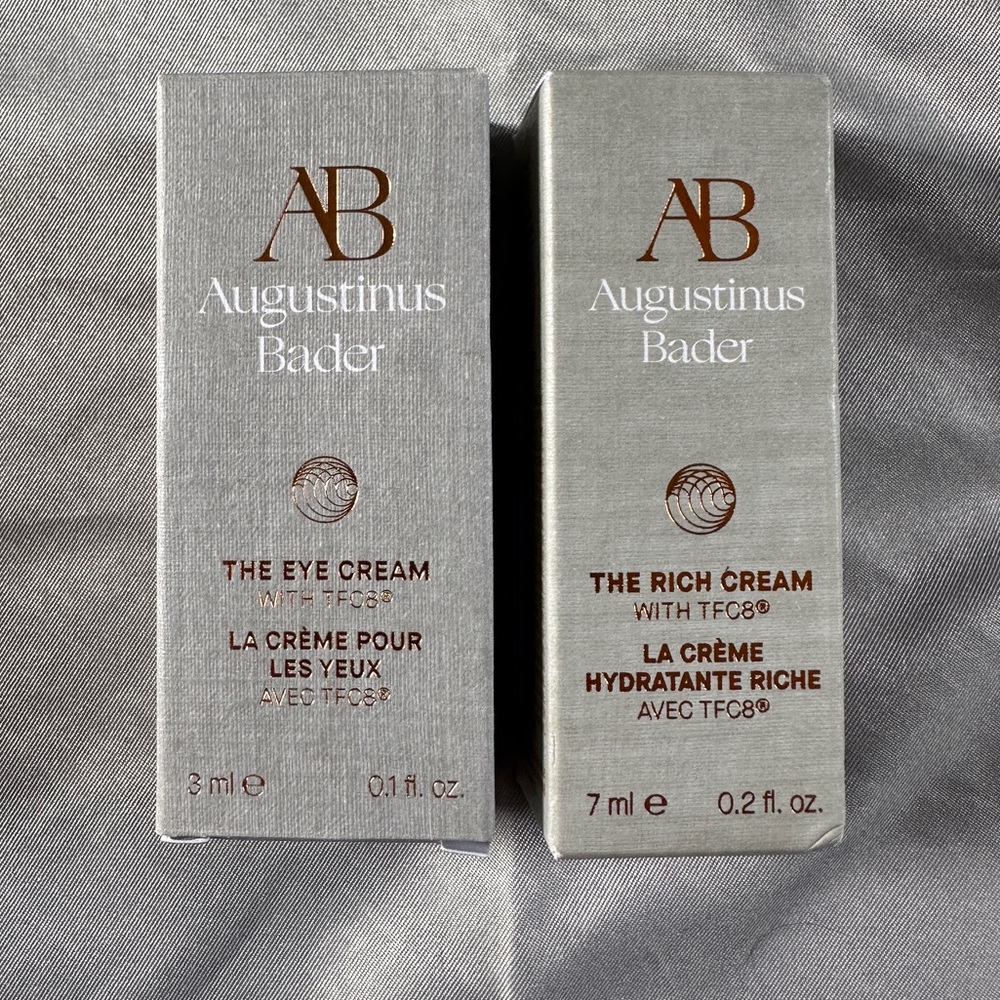 AB
Augustinus
Bader
THE EYE CREAM
WITH TFC8®
LA CRÈME POUR
LES YEUX
AVEC TFC8®
3 ml e 0.1 fl. oz.
AB
Augustinus
Bader
THE RICH CREAM
WITH TFC8®
LA CRÈME
HYDRATANTE RICHE
AVEC TFC8®
7 ml e 0.2 fl. oz.